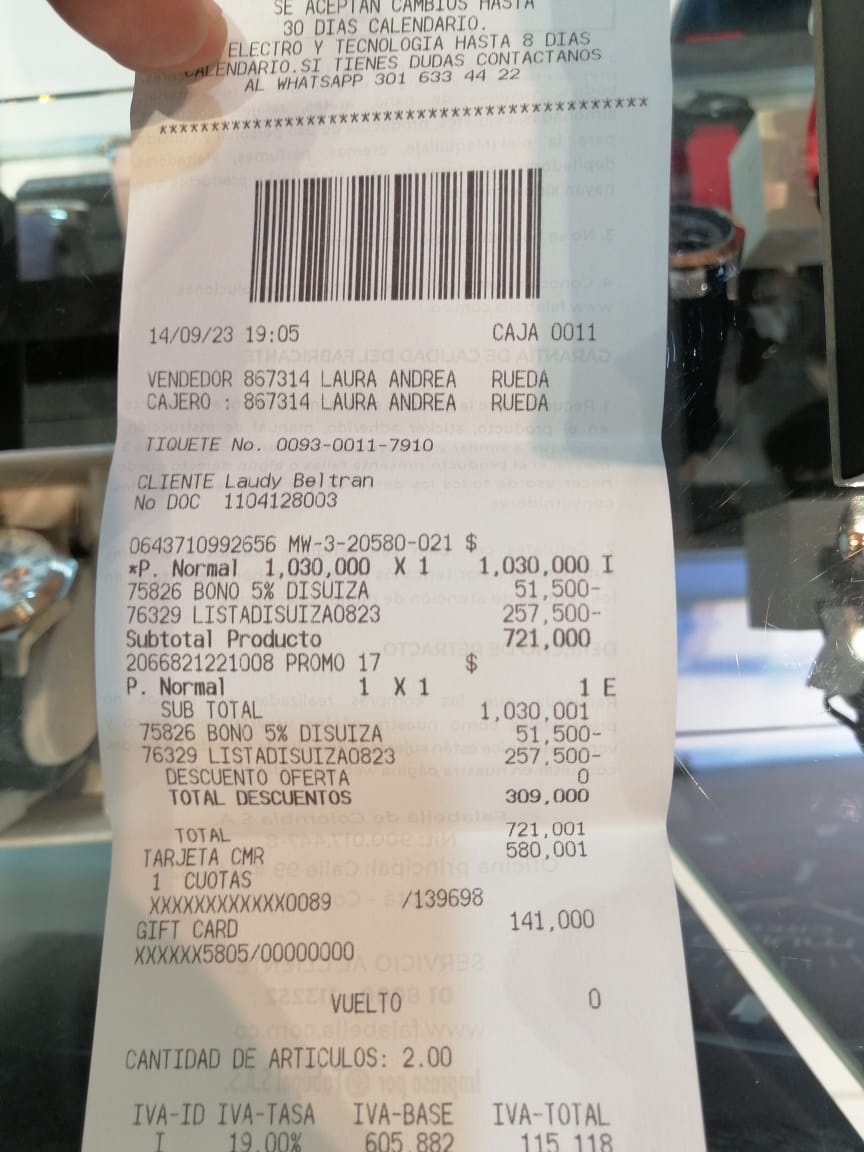 SE ACEPTAN CAMBIOS HASTA
30 DIAS CALENDARIO.
ELECTRO Y TECNOLOGIA HASTA 8 DIAS
CALENDARIO.SI TIENES DUDAS CONTACTANOS
AL WHATSAPP 301 633 44 22
******************************************
14/09/23 19:05 CAJA 0011
VENDEDOR 867314 LAURA ANDREA RUEDA
CAJERO : 867314 LAURA ANDREA RUEDA
TIQUETE No. 0093-0011-7910
CLIENTE Laudy Beltran
No DOC 1104128003
0643710992656 MW-3-20580-021 $
*P. Normal 1,030,000 X 1 1,030,000 I
75826 BONO 5% DISUIZA 51,500-
76329 LISTADISUIZA0823 257,500-
Subtotal Producto 721,000
2066821221008 PROMO 17 $
P. Normal 1 X 1 1 E
SUB TOTAL 1,030,001
75826 BONO 5% DISUIZA 51,500-
76329 LISTADISUIZA0823 257,500-
DESCUENTO OFERTA 0
TOTAL DESCUENTOS 309,000
TOTAL 721,001
TARJETA CMR 580,001
1 CUOTAS
XXXXXXXXXXXX0089 /139698
GIFT CARD 141,000
XXXXXX5805/00000000
VUELTO 0
CANTIDAD DE ARTICULOS: 2.00
IVA-ID IVA-TASA IVA-BASE IVA-TOTAL
I 19.00% 605,882 115,118